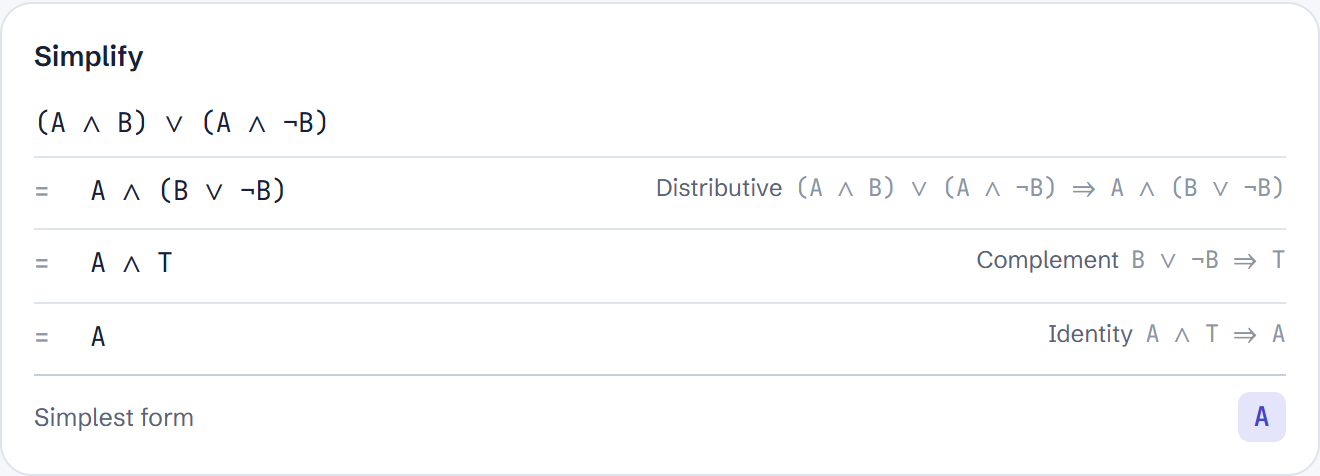 Simplify
(A ∧ B) ∨ (A ∧ ¬B)
= A ∧ (B ∨ ¬B) Distributive (A ∧ B) ∨ (A ∧ ¬B) ⇒ A ∧ (B ∨ ¬B)
= A ∧ T Complement B ∨ ¬B ⇒ T
= A Identity A ∧ T ⇒ A
Simplest form A